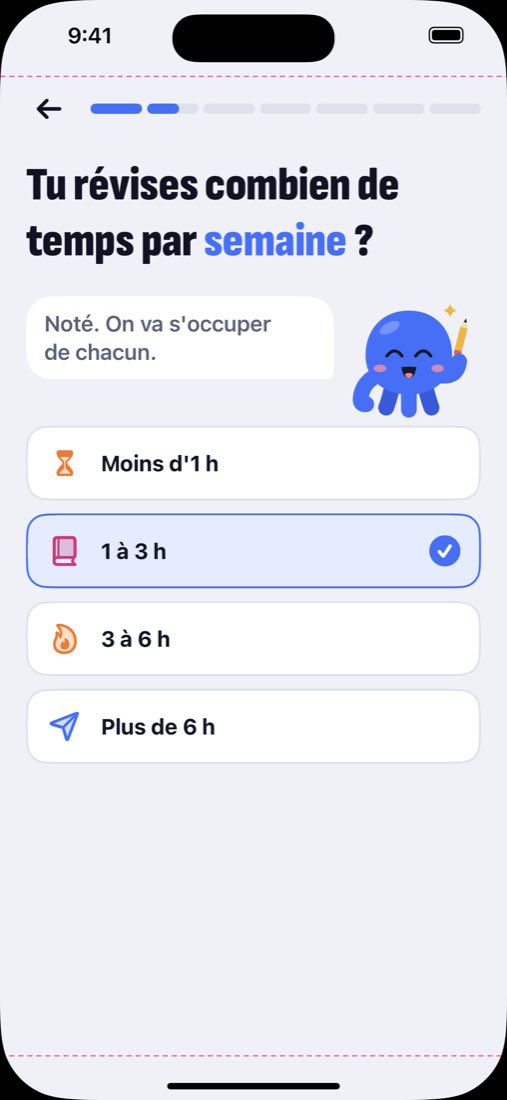 9:41
Tu révises combien de
temps par semaine ?
Noté. On va s'occuper
de chacun.
Moins d'1 h
1 à 3 h
3 à 6 h
Plus de 6 h